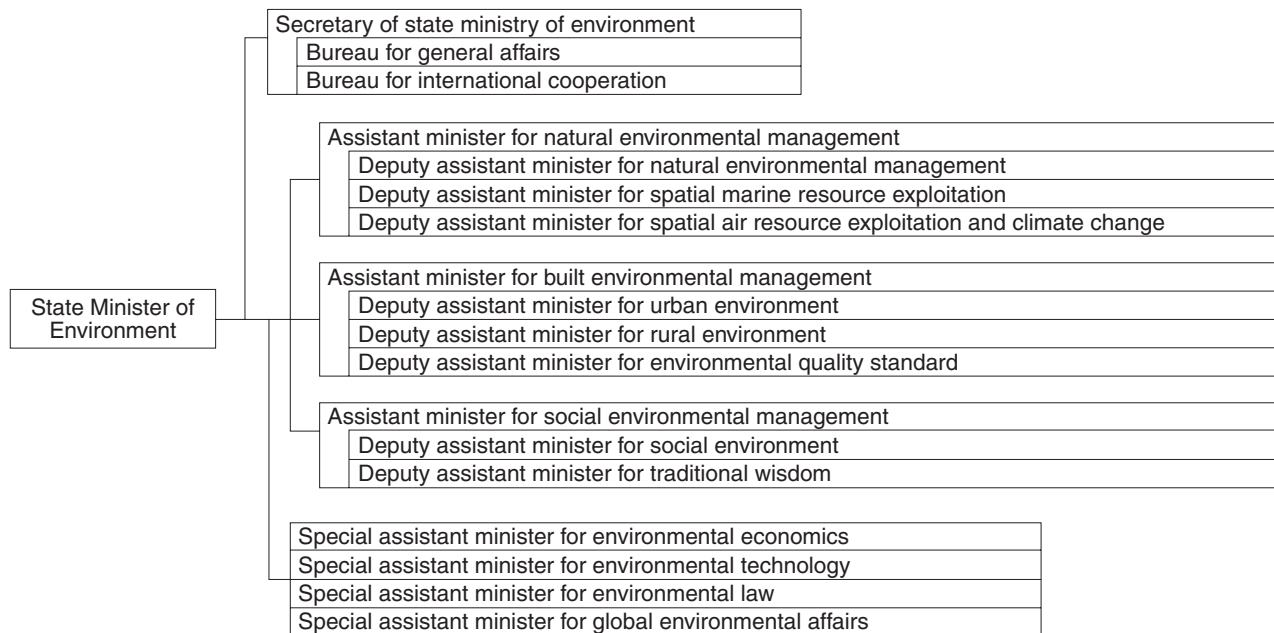 Secretary of state ministry of environment
Bureau for general affairs
Bureau for international cooperation
Assistant minister for natural environmental management
Deputy assistant minister for natural environmental management
Deputy assistant minister for spatial marine resource exploitation
Deputy assistant minister for spatial air resource exploitation and climate change
State Minister of
Environment
Assistant minister for built environmental management
Deputy assistant minister for urban environment
Deputy assistant minister for rural environment
Deputy assistant minister for environmental quality standard
Assistant minister for social environmental management
Deputy assistant minister for social environment
Deputy assistant minister for traditional wisdom
Special assistant minister for environmental economics
Special assistant minister for environmental technology
Special assistant minister for environmental law
Special assistant minister for global environmental affairs